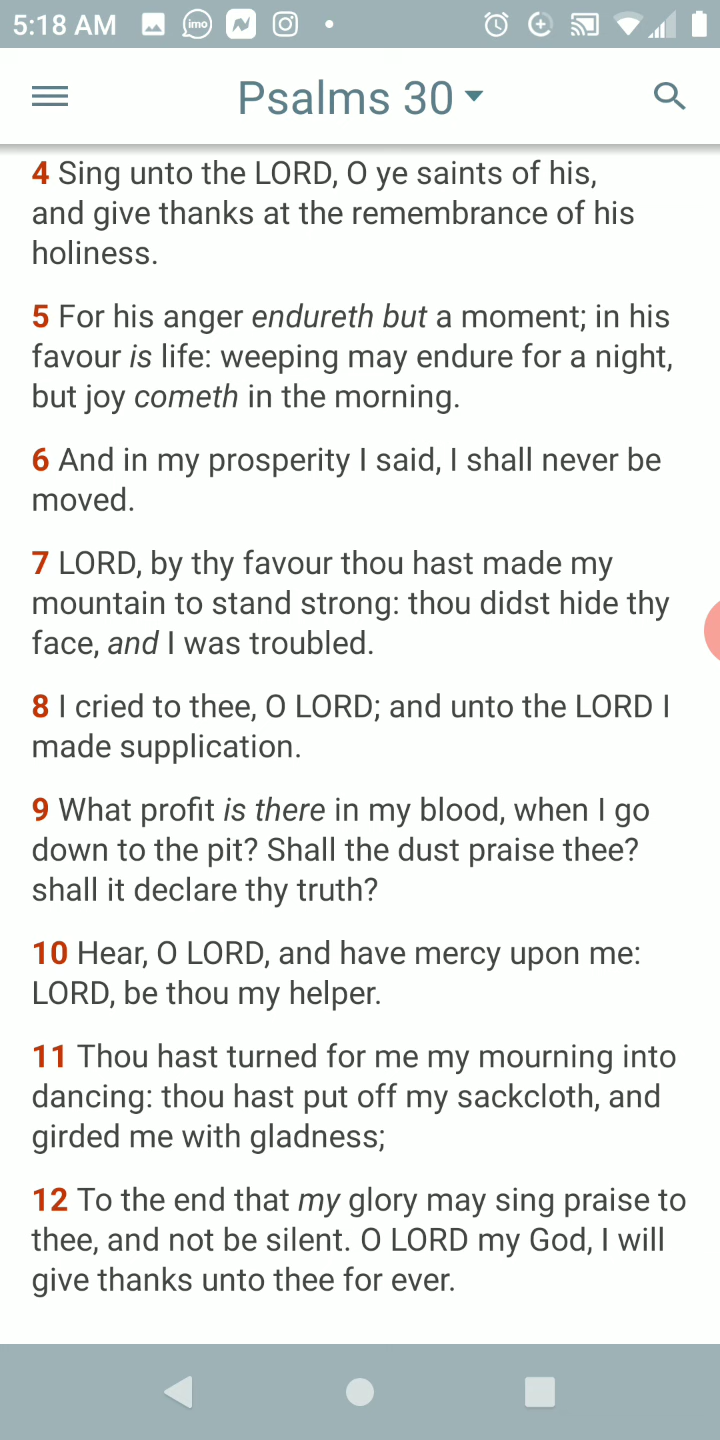 5:18 AM imo
Psalms 30
4 Sing unto the LORD, O ye saints of his,
and give thanks at the remembrance of his
holiness.
5 For his anger endureth but a moment; in his
favour is life: weeping may endure for a night,
but joy cometh in the morning.
6 And in my prosperity I said, I shall never be
moved.
7 LORD, by thy favour thou hast made my
mountain to stand strong: thou didst hide thy
face, and I was troubled.
8 I cried to thee, O LORD; and unto the LORD I
made supplication.
9 What profit is there in my blood, when I go
down to the pit? Shall the dust praise thee?
shall it declare thy truth?
10 Hear, O LORD, and have mercy upon me:
LORD, be thou my helper.
11 Thou hast turned for me my mourning into
dancing: thou hast put off my sackcloth, and
girded me with gladness;
12 To the end that my glory may sing praise to
thee, and not be silent. O LORD my God, I will
give thanks unto thee for ever.